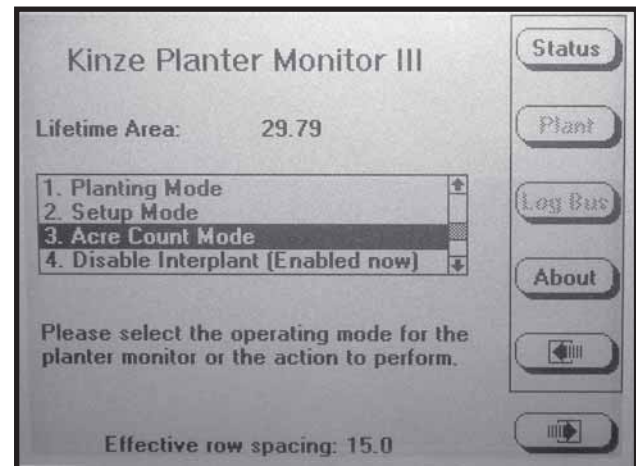 Kinze Planter Monitor III
Lifetime Area: 29.79
1. Planting Mode
2. Setup Mode
3. Acre Count Mode
4. Disable Interplant (Enabled now)
Please select the operating mode for the
planter monitor or the action to perform.
Effective row spacing: 15.0
Status
Plant
Log Bus
About